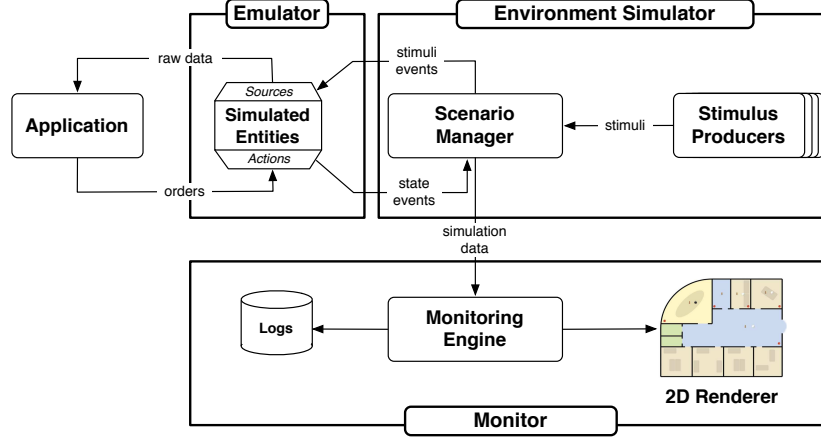 Emulator
Environment Simulator
raw data
stimuli
events
Sources
Simulated
Entities
Actions
Application
Scenario
Manager
stimuli
Stimulus
Producers
orders
state
events
simulation
data
Logs
Monitoring
Engine
2D Renderer
Monitor